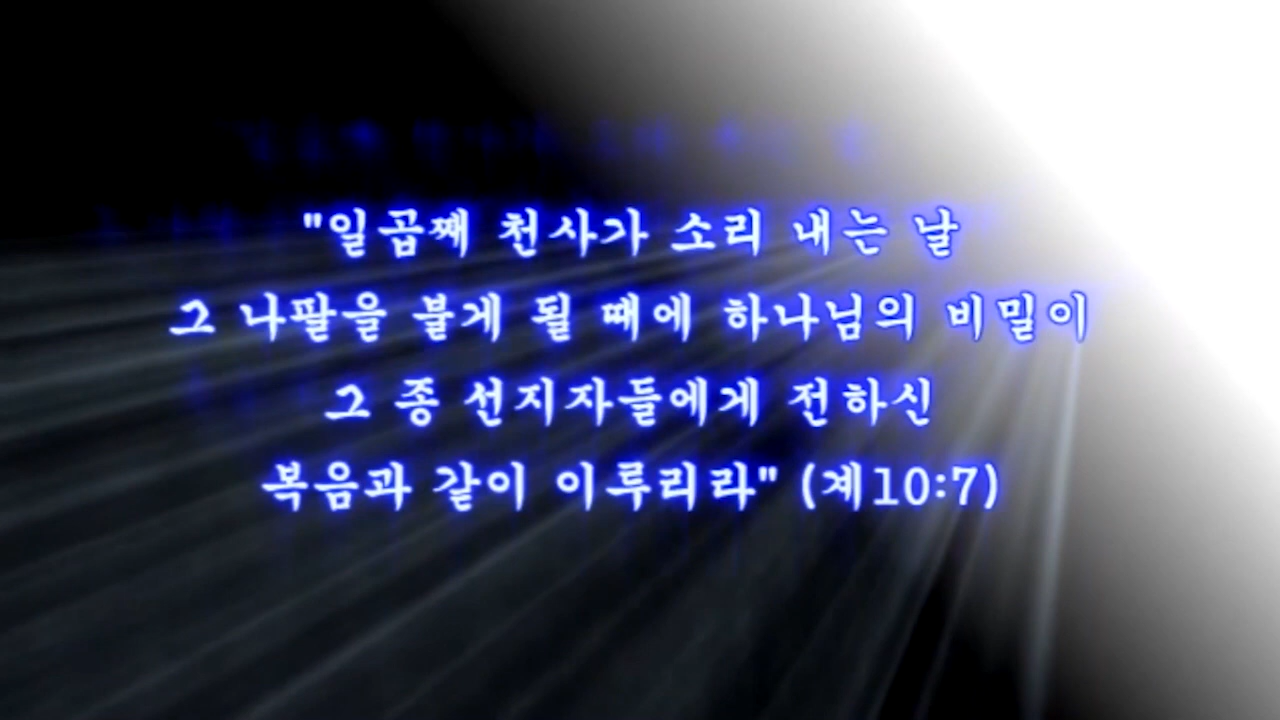 "일곱째 천사가 소리 내는 날
그 나팔을 불게 될 때에 하나님의 비밀이
그 종 선지자들에게 전하신
복음과 같이 이루리라" (계10:7)